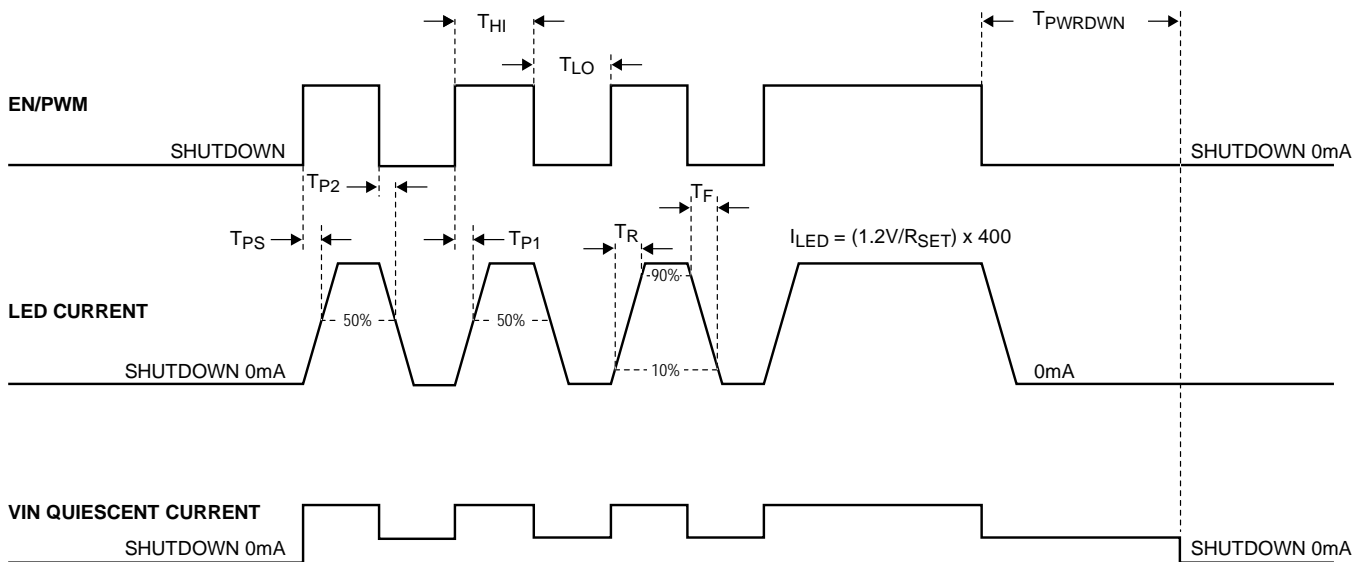 THI
TPWRDWN
TLO
EN/PWM
SHUTDOWN
SHUTDOWN 0mA
TP2
TF
TPS
TP1
TR
ILED = (1.2V/RSET) x 400
90%
LED CURRENT
50%
50%
10%
SHUTDOWN 0mA
0mA
VIN QUIESCENT CURRENT
SHUTDOWN 0mA
SHUTDOWN 0mA